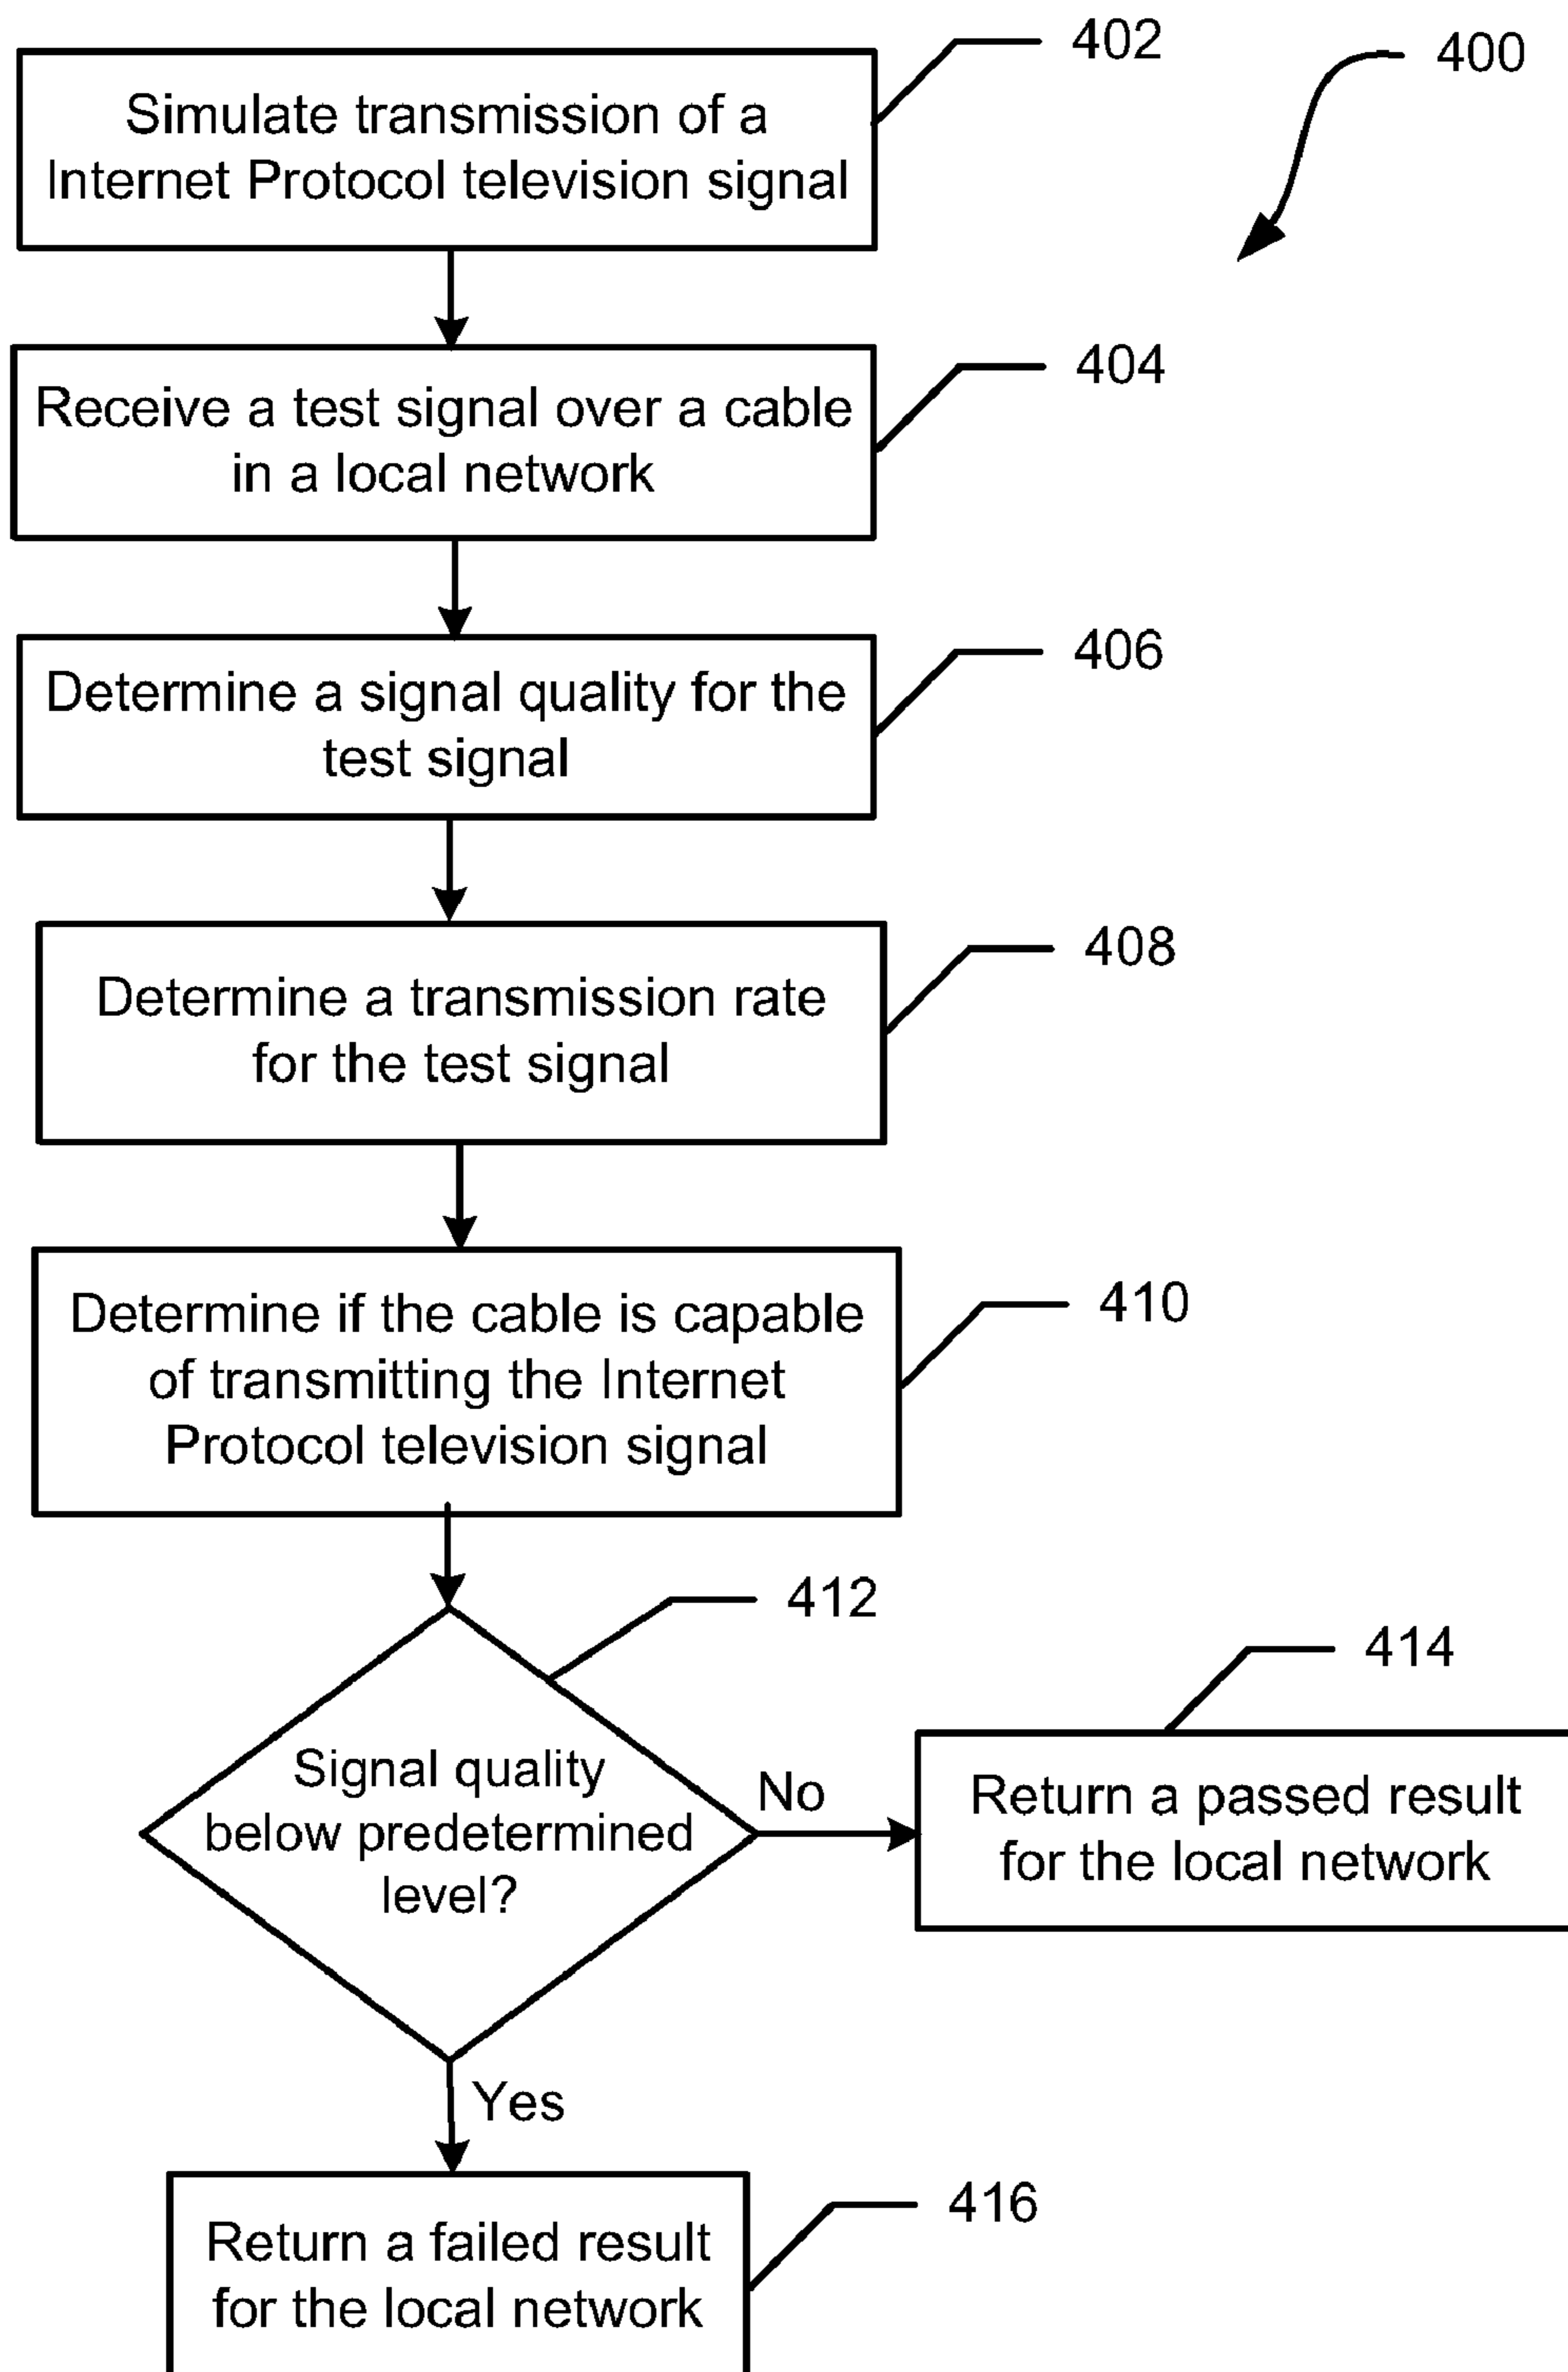 402
400
Simulate transmission of a
Internet Protocol television signal
404
Receive a test signal over a cable
in a local network
406
Determine a signal quality for the
test signal
408
Determine a transmission rate
for the test signal
410
Determine if the cable is capable
of transmitting the Internet
Protocol television signal
412
414
Signal quality
below predetermined
level?
No
Return a passed result
for the local network
Yes
416
Return a failed result
for the local network